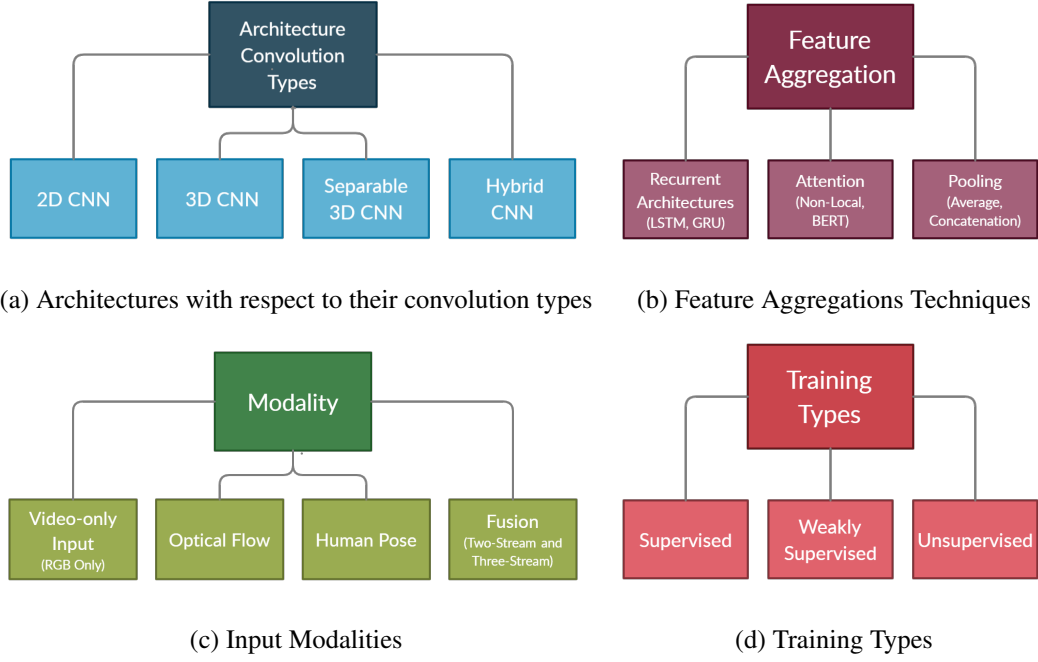 Architecture
Convolution
Types
2D CNN
3D CNN
Separable
3D CNN
Hybrid
CNN
(a) Architectures with respect to their convolution types
Feature
Aggregation
Recurrent
Architectures
(LSTM, GRU)
Attention
(Non-Local,
BERT)
Pooling
(Average,
Concatenation)
(b) Feature Aggregations Techniques
Modality
Video-only
Input
(RGB Only)
Optical Flow
Human Pose
Fusion
(Two-Stream and
Three-Stream)
(c) Input Modalities
Training
Types
Supervised
Weakly
Supervised
Unsupervised
(d) Training Types